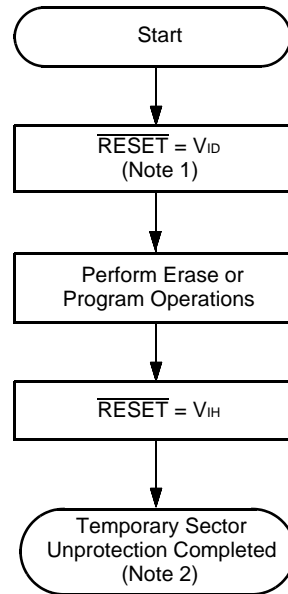 Start
RESET = VID
(Note 1)
Perform Erase or
Program Operations
RESET = VIH
Temporary Sector
Unprotection Completed
(Note 2)